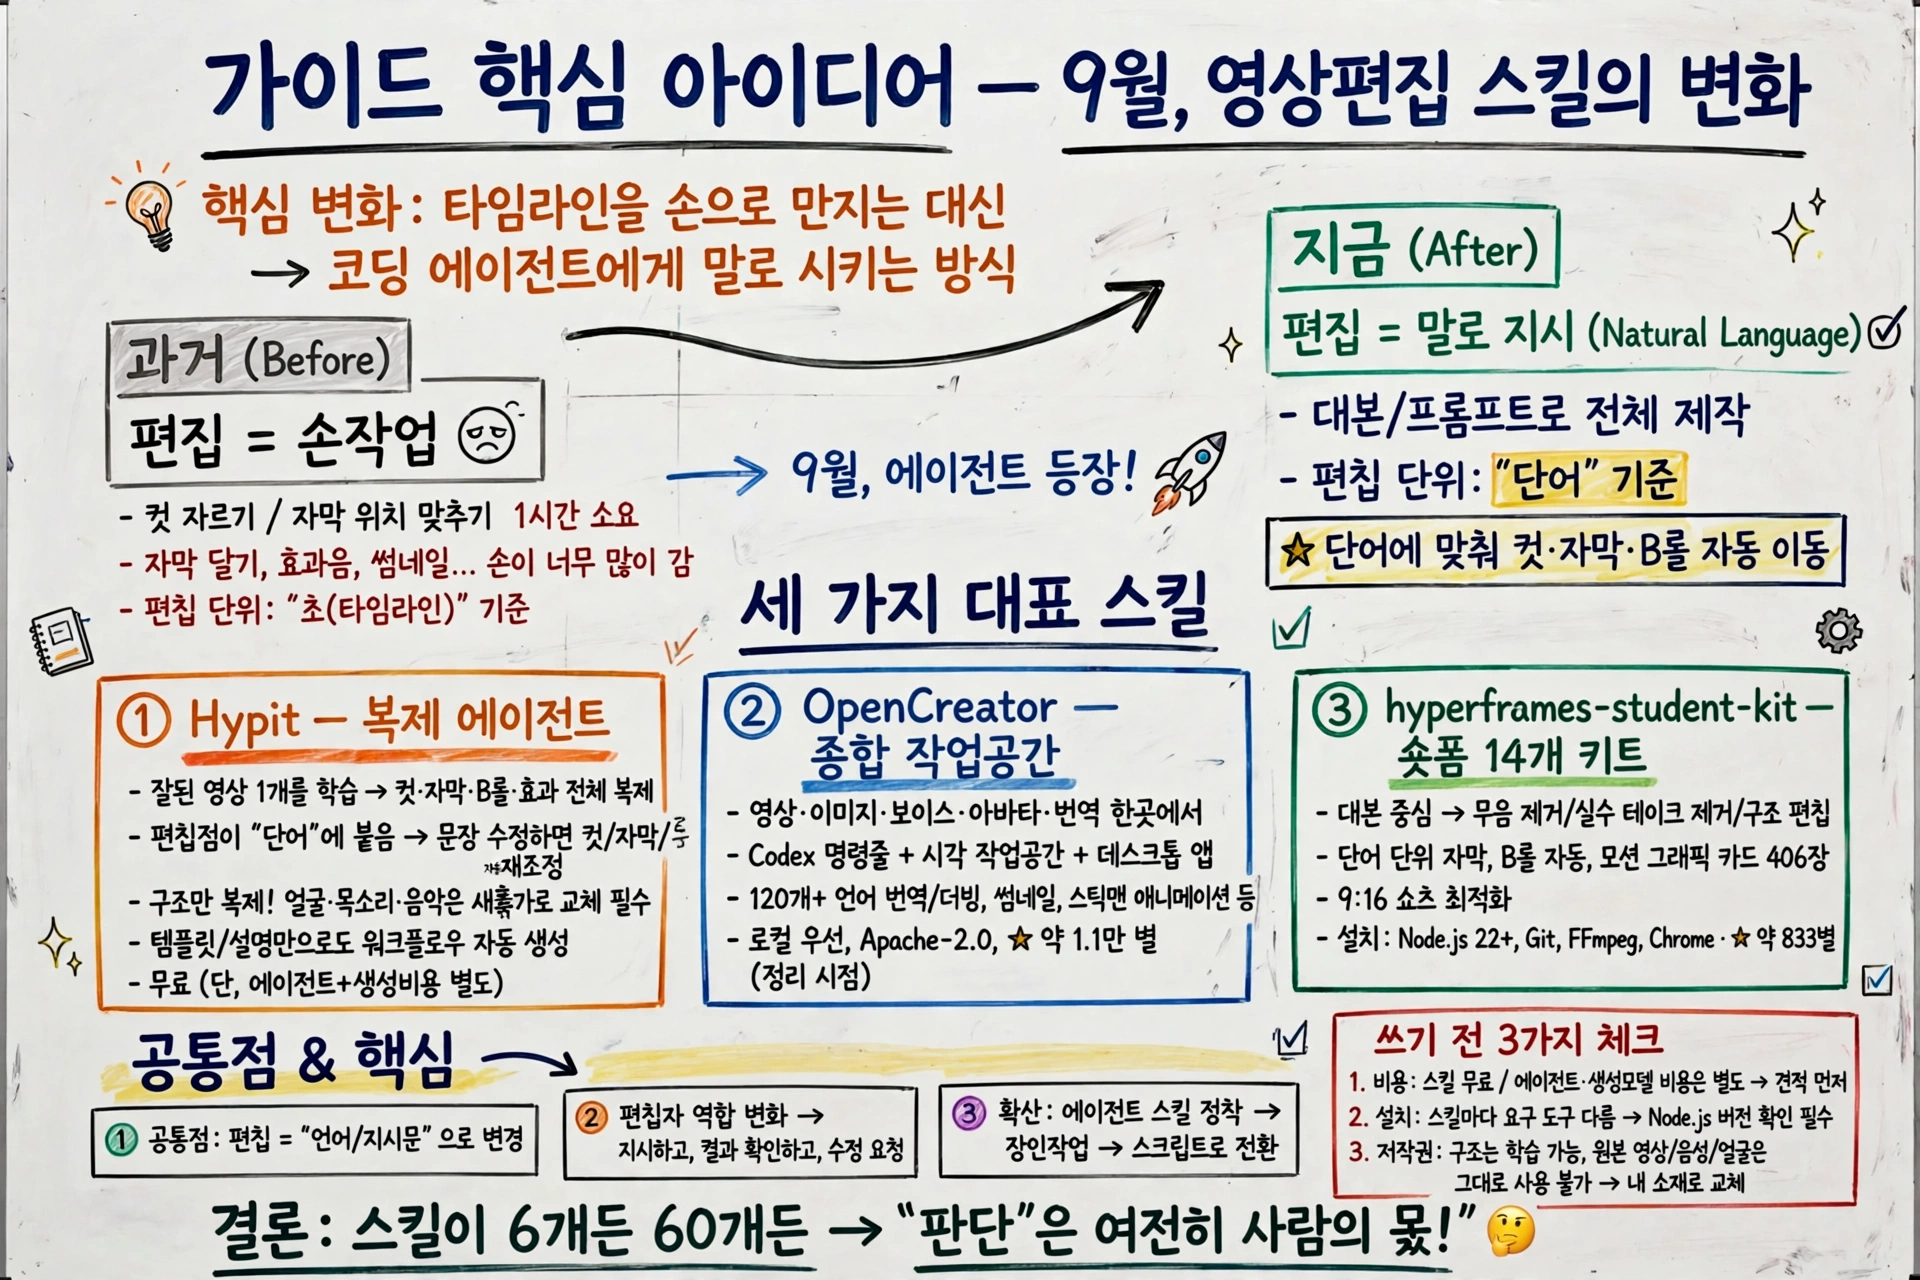 가이드 핵심 아이디어 – 9월, 영상편집 스킬의 변화
핵심 변화: 타임라인을 손으로 만지는 대신
→ 코딩 에이전트에게 말로 시키는 방식
과거 (Before)
편집 = 손작업
- 컷 자르기 / 자막 위치 맞추기 1시간 소요
- 자막 달기, 효과음, 썸네일... 손이 너무 많이 감
- 편칩 단위: "초(타임라인)" 기준
→ 9월, 에이전트 등장!
지금 (After)
편집 = 말로 지시 (Natural Language)
- 대본/프롬프트로 전체 제작
- 편칩 단위: "단어" 기준
★ 단어에 맞춰 컷·자막·B롤 자동 이동
세 가지 대표 스킬
① Hypit – 복제 에이전트
- 잘된 영상 1개를 학습 → 컷·자막·B롤·효과 전체 복제
- 편집점이 "단어"에 붙음 → 문장 수정하면 컷/자막/
재조정
- 구조만 복제! 얼굴·목소리·음악은 가로 교체 필수
- 템플릿/설명만으로도 워크플로우 자동 생성
- 무료 (단, 에이전트+생성비용 별도)
② OpenCreator –
종합 작업공간
- 영상·이미지·보이스·아바타·번역 한곳에서
- Codex 명령줄 + 시각 작업공간 + 데스크톱 앱
- 120개+ 언어 번역/더빙, 썸네일, 스틱맨 애니메이션 등
- 로컬 우선, Apache-2.0, ★ 약 1.1만 별
(정리 시점)
③ hyperframes-student-kit –
숏폼 14개 키트
- 대본 중심 → 무음 제거/실수 테이크 제거/구조 편집
- 단어 단위 자막, B롤 자동, 모션 그래픽 카드 406장
- 9:16 쇼츠 최적화
- 설치: Node.js 22+, Git, FFmpeg, Chrome · ★ 약 833별
공통점 & 핵심
① 공통점: 편집 = "언어/지시문" 으로 변경
② 편집자 역합 변화 →
지시하고, 결과 확인하고, 수정 요청
③ 확산: 에이전트 스킬 정착 →
장인작업 → 스크립트로 전환
쓰기 전 3가지 체크
1. 비용: 스킬 무료 / 에이전트·생성모델 비용은 별도 → 견적 먼저
2. 설치: 스킬마다 요구 도구 다름 → Node.js 버전 확인 필수
3. 저작권: 구조는 학습 가능, 원본 영상/음성/얼굴은
그대로 사용 불가 → 내 소재로 교체
결론: 스킬이 6개든 60개든 → "판단"은 여전히 사람의